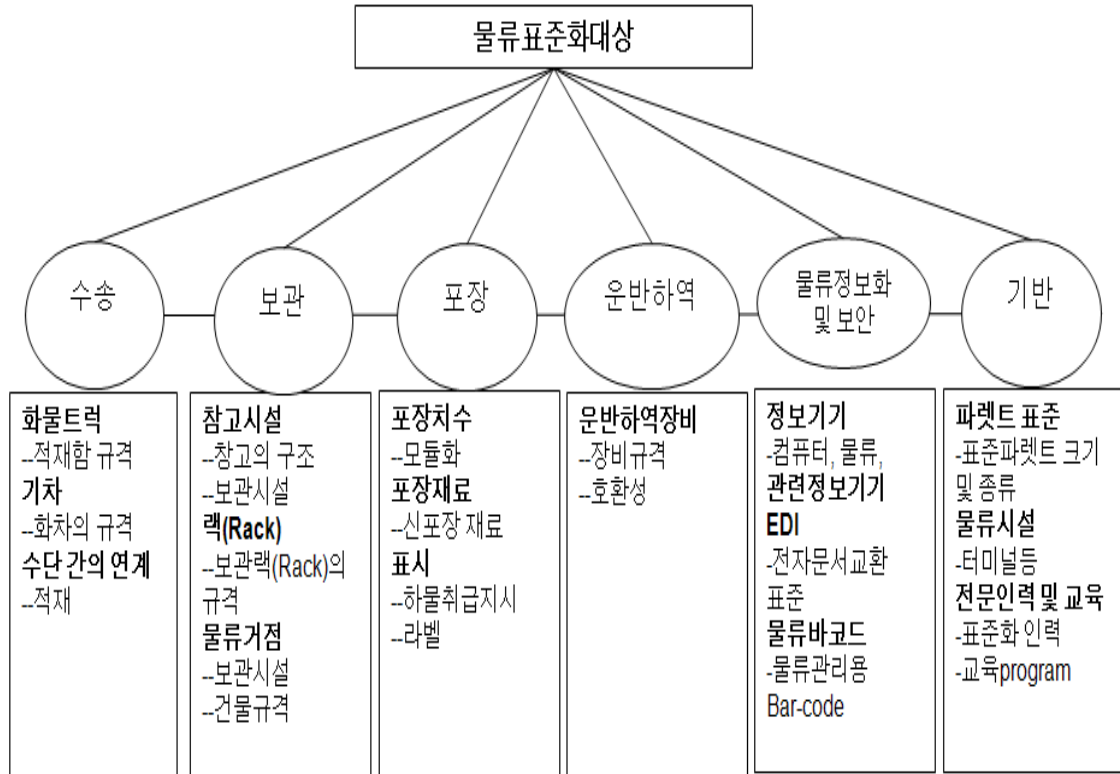 물류표준화대상
수송
보관
포장
운반하역
물류정보화
및 보안
기반
화물트럭
--적재함 규격
기차
--화차의 규격
수단 간의 연계
--적재
참고시설
--참고의 구조
--보관시설
랙(Rack)
--보관랙(Rack)의
규격
물류거점
--보관시설
--건물규격
포장치수
--모듈화
포장재료
--신포장 재료
표시
--하물취급지시
--라벨
문반하역장비
--장비규격
--호환성
정보기기
-컴퓨터, 물류,
관련정보기기
EDI
-전자문서교환
표준
물류바코드
-물류관리용
Bar-code
파렛트 표준
-표준파렛트 크기
및 종류
물류시설
-터미널등
전문인력 및 교육
-표준화 인력
-교육program